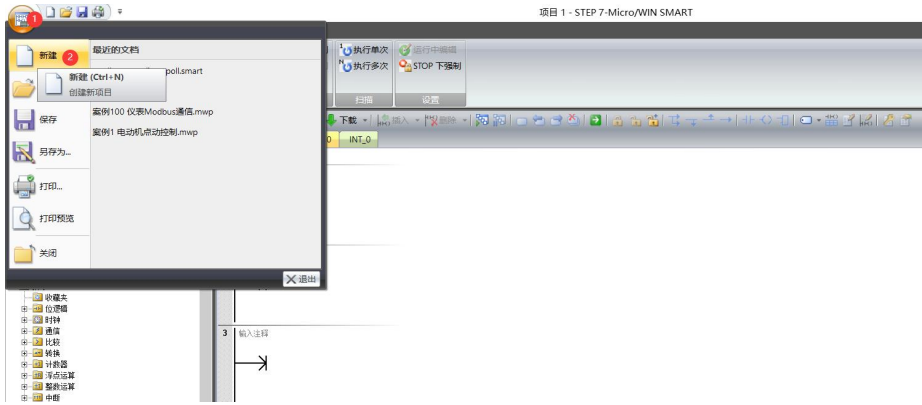 项目 1 - STEP 7-Micro/WIN SMART
1
新建 2
最近的文档
poll.smart
新建 (Ctrl+N)
创建新项目
案例100 仪表Modbus通信.mwp
案例1 电动机点动控制.mwp
保存
另存为...
打印...
打印预览
关闭
退出
执行单次
执行多次
运行中编辑
STOP 下强制
扫描
设置
下载
插入
删除
INT_0
3
输入注释
收藏夹
位逻辑
时钟
通信
比较
转换
计数器
浮点运算
整数运算
中断